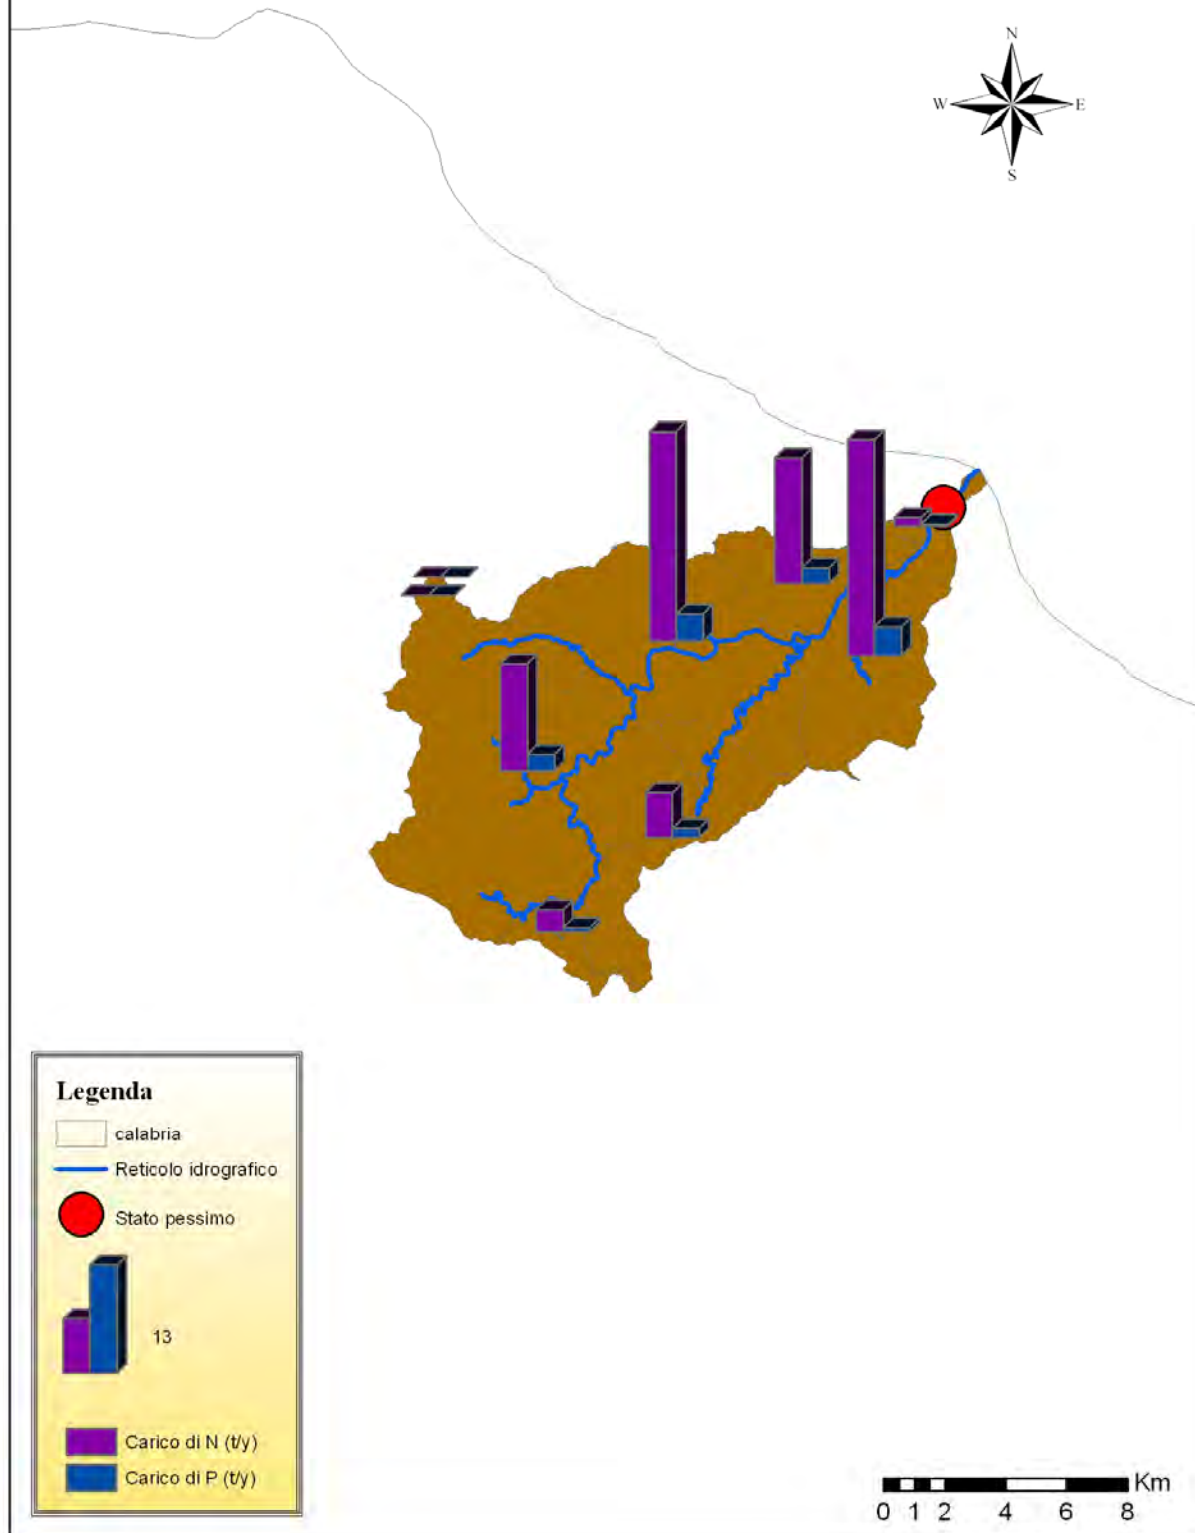 N
W E
S
Legenda
calabria
Reticolo idrografico
Stato pessimo
13
Carico di N (t/y)
Carico di P (t/y)
Km
0 1 2 4 6 8